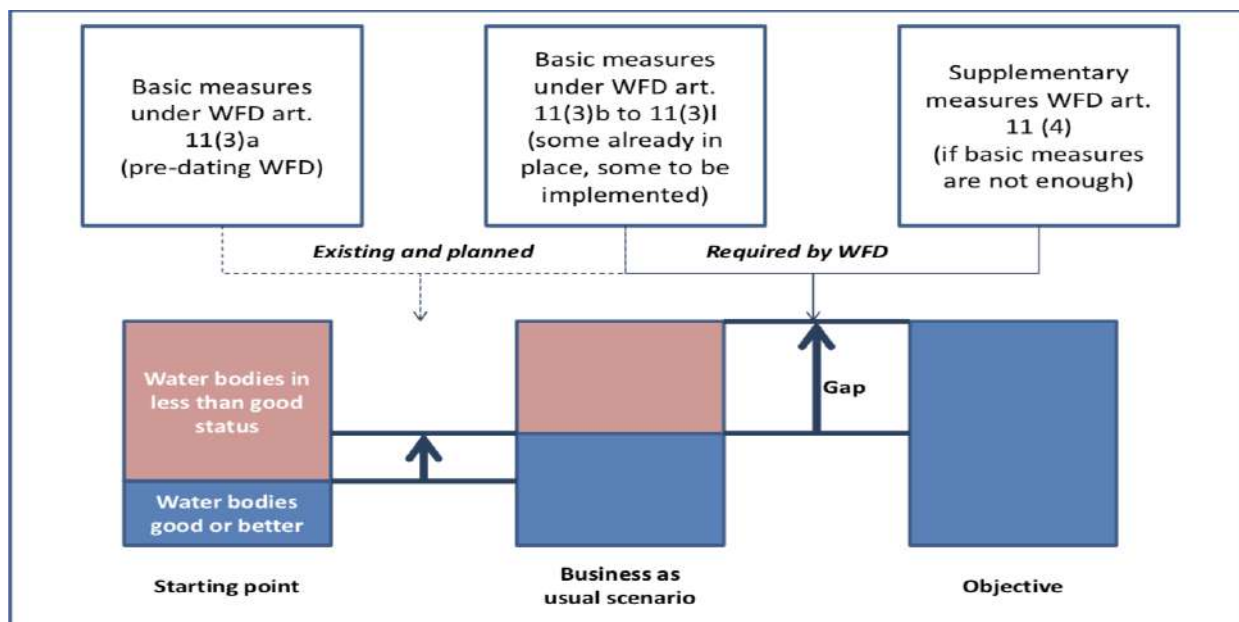 Basic measures
under WFD art.
11(3)a
(pre-dating WFD)
Basic measures
under WFD art.
11(3)b to 11(3)l
(some already in
place, some to be
implemented)
Supplementary
measures WFD art.
11 (4)
(if basic measures
are not enough)
Existing and planned
Required by WFD
Water bodies in
less than good
status
Water bodies
good or better
Gap
Starting point
Business as
usual scenario
Objective